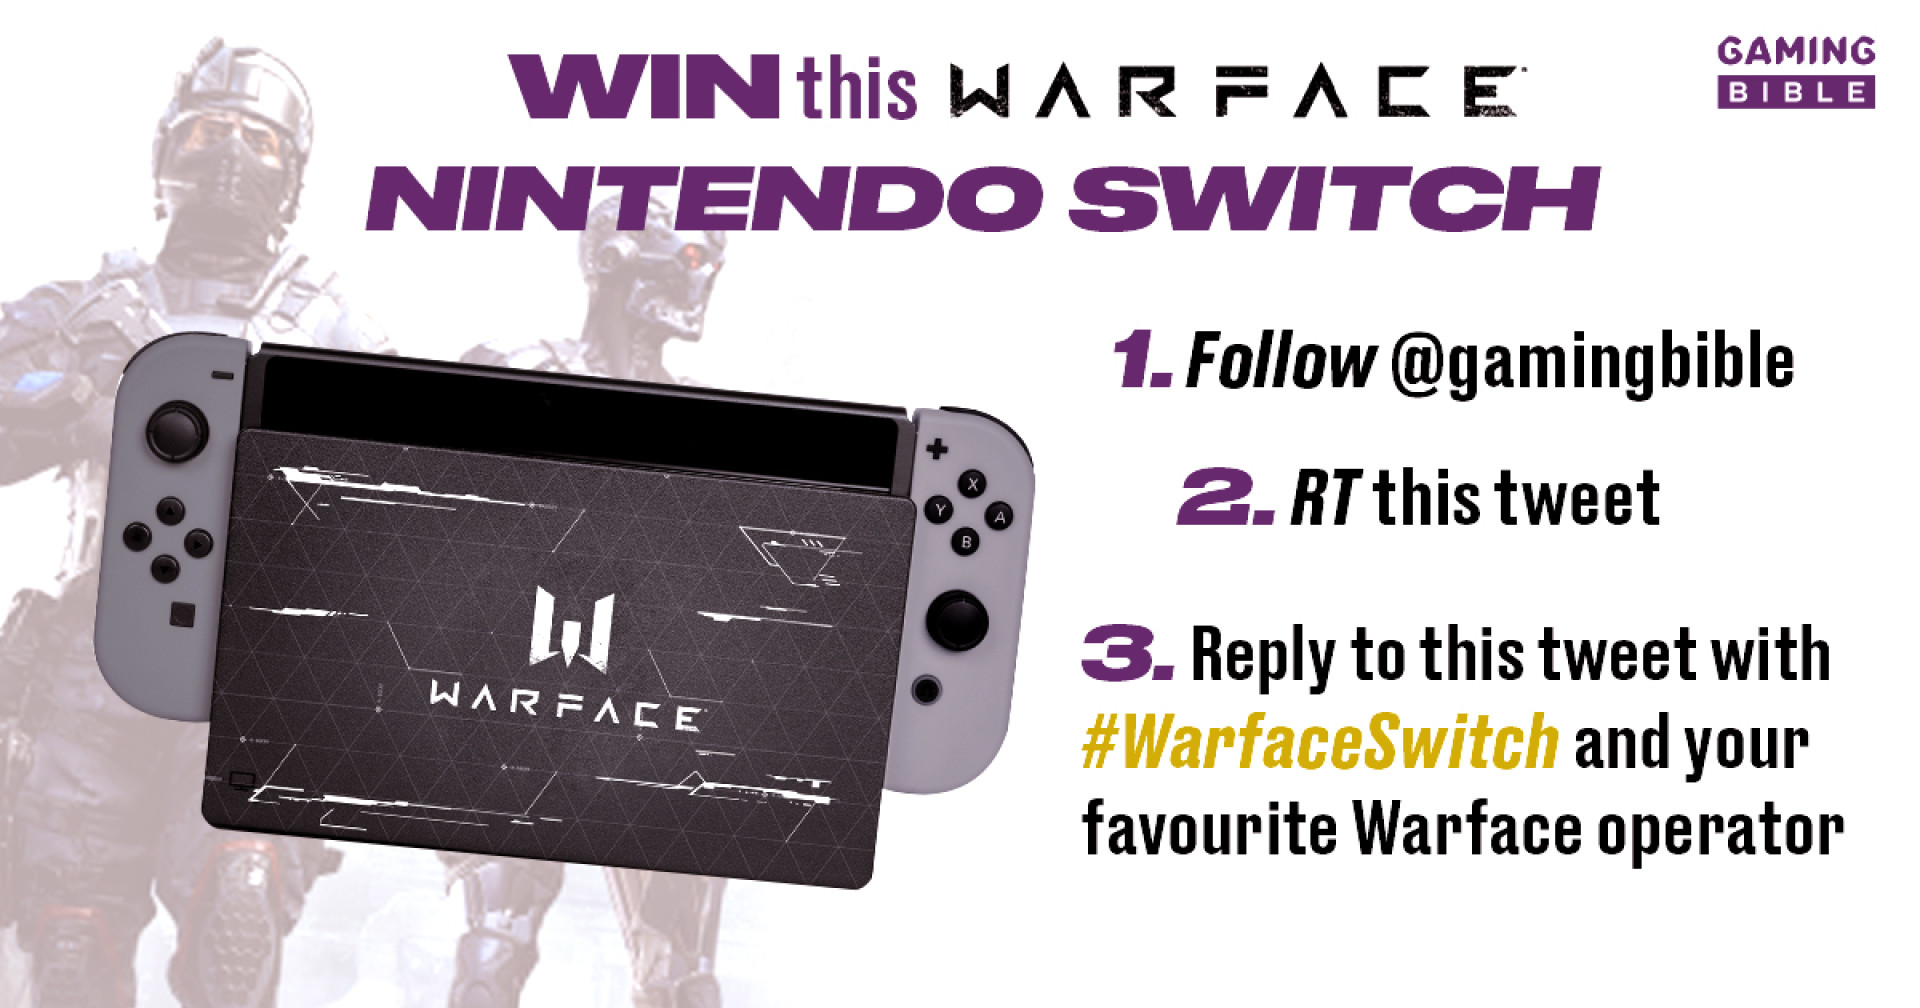 WIN this WARFACE
GAMING
BIBLE
NINTENDO SWITCH
1. Follow @gamingbible
2. RT this tweet
3. Reply to this tweet with
#WarfaceSwitch and your
favourite Warface operator
X
Y
A
B
WARFACE